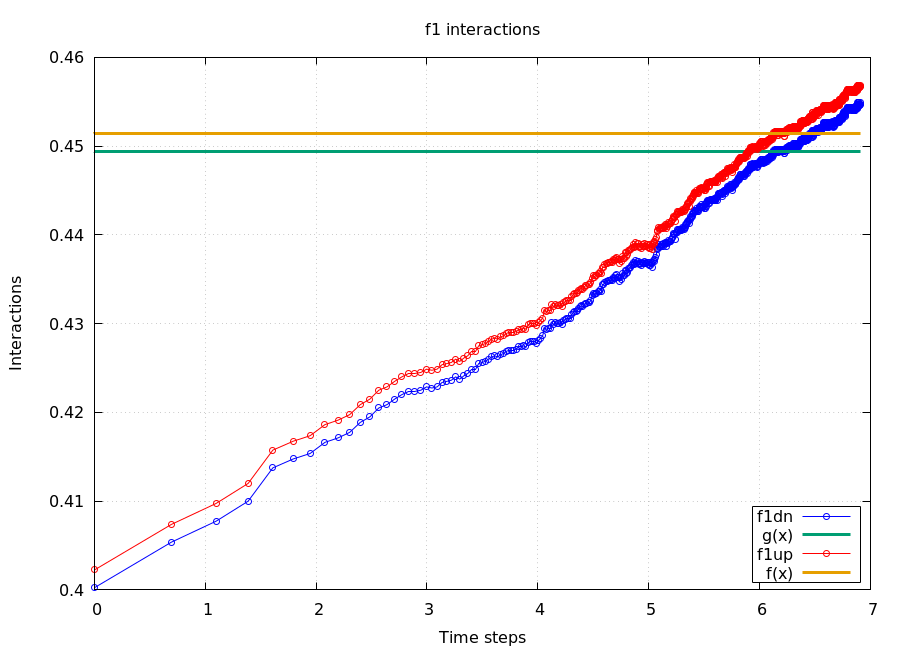 f1 interactions
0.46
0.45
0.44
0.43
0.42
0.41
0.4
Interactions
0 1 2 3 4 5 6 7
Time steps
f1dn
g(x)
f1up
f(x)